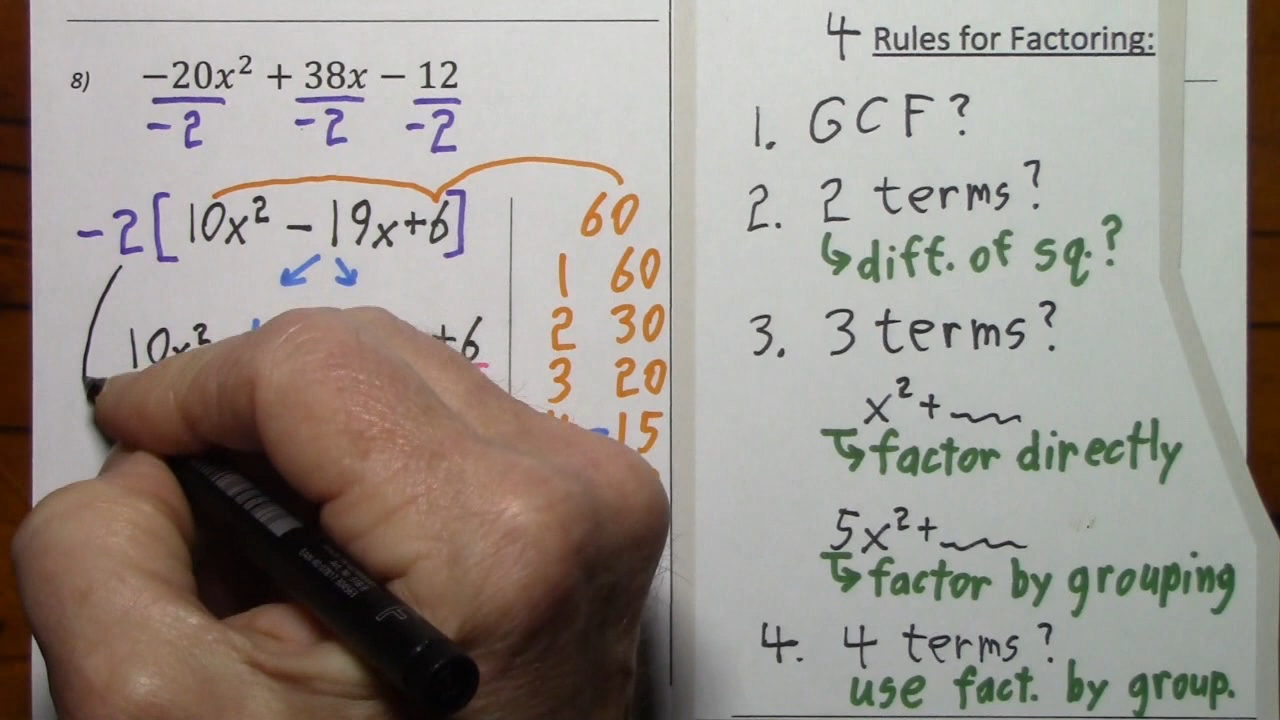 8) −20x² + 38x − 12
-2 -2 -2
-2[10x² - 19x+6]
10x² +6
60
1 60
2 30
3 20
-15
4 Rules for Factoring:
1. GCF?
2. 2 terms?
↳diff. of sq.?
3. 3 terms?
x²+
↳factor directly
5x²+
↳factor by grouping
4. 4 terms?
use fact. by group.